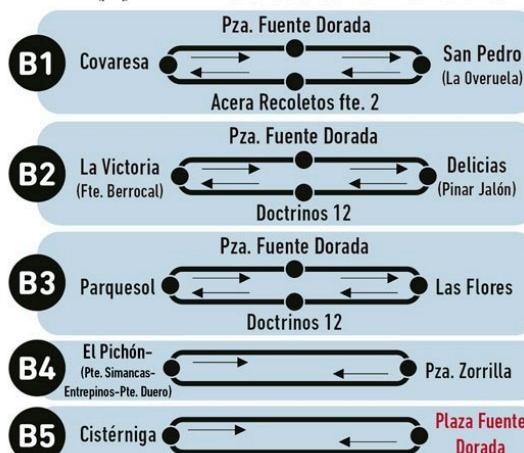 B1
Pza. Fuente Dorada
Covaresa
San Pedro
(La Overuela)
Acera Recoletos fte. 2
B2
Pza. Fuente Dorada
La Victoria
(Fte. Berrocal)
Delicias
(Pinar Jalón)
Doctrinos 12
B3
Pza. Fuente Dorada
Parquesol
Las Flores
Doctrinos 12
B4
El Pichón-
(Pte. Simancas-
Entrepinos-Pte. Duero)
Pza. Zorrilla
B5
Cistérniga
Plaza Fuente
Dorada